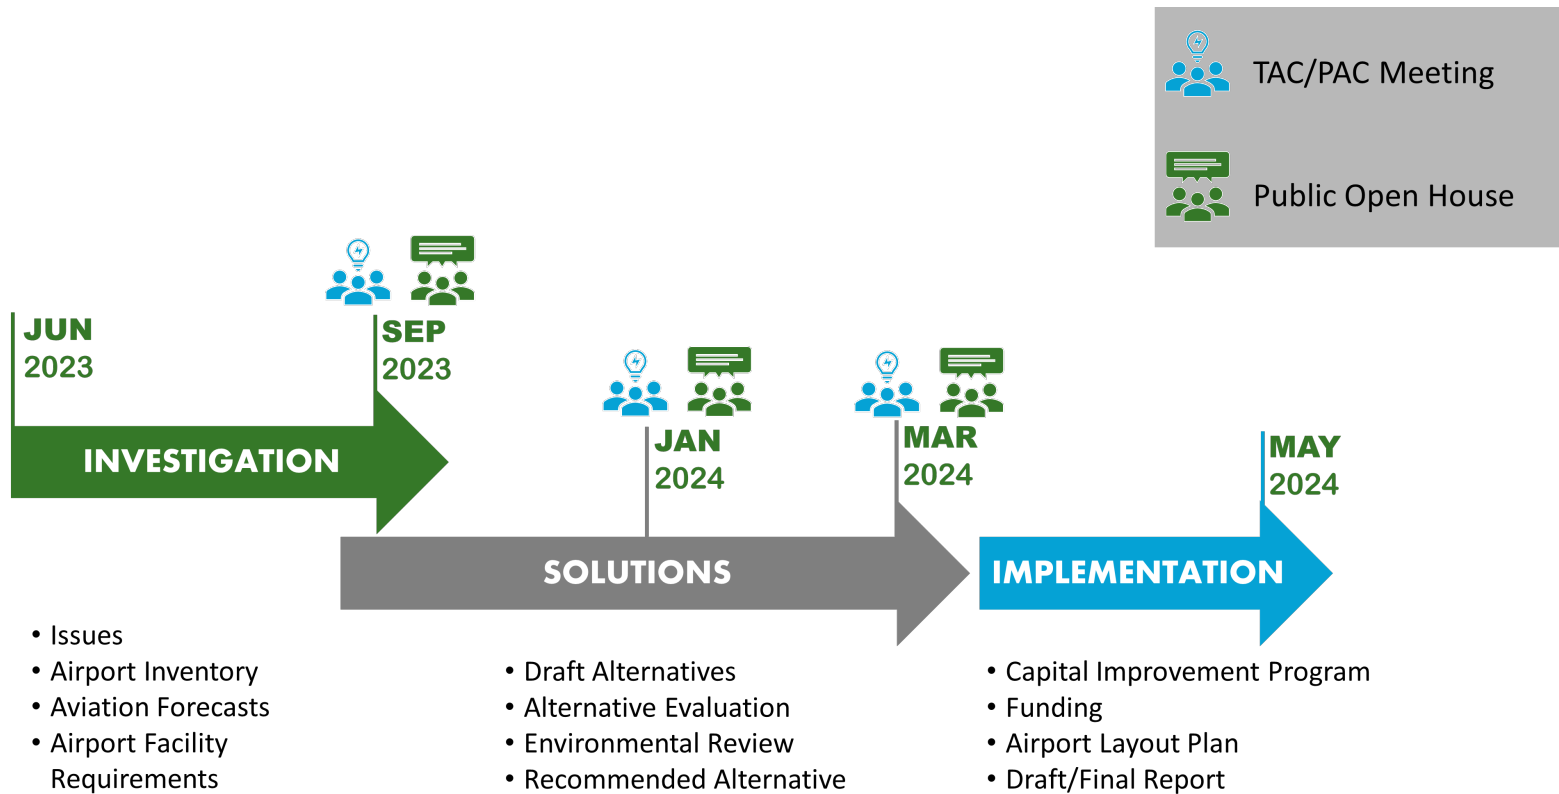 TAC/PAC Meeting
Public Open House
JUN
2023
SEP
2023
JAN
2024
MAR
2024
MAY
2024
INVESTIGATION
SOLUTIONS
IMPLEMENTATION
• Issues
• Airport Inventory
• Aviation Forecasts
• Airport Facility
Requirements
• Draft Alternatives
• Alternative Evaluation
• Environmental Review
• Recommended Alternative
• Capital Improvement Program
• Funding
• Airport Layout Plan
• Draft/Final Report